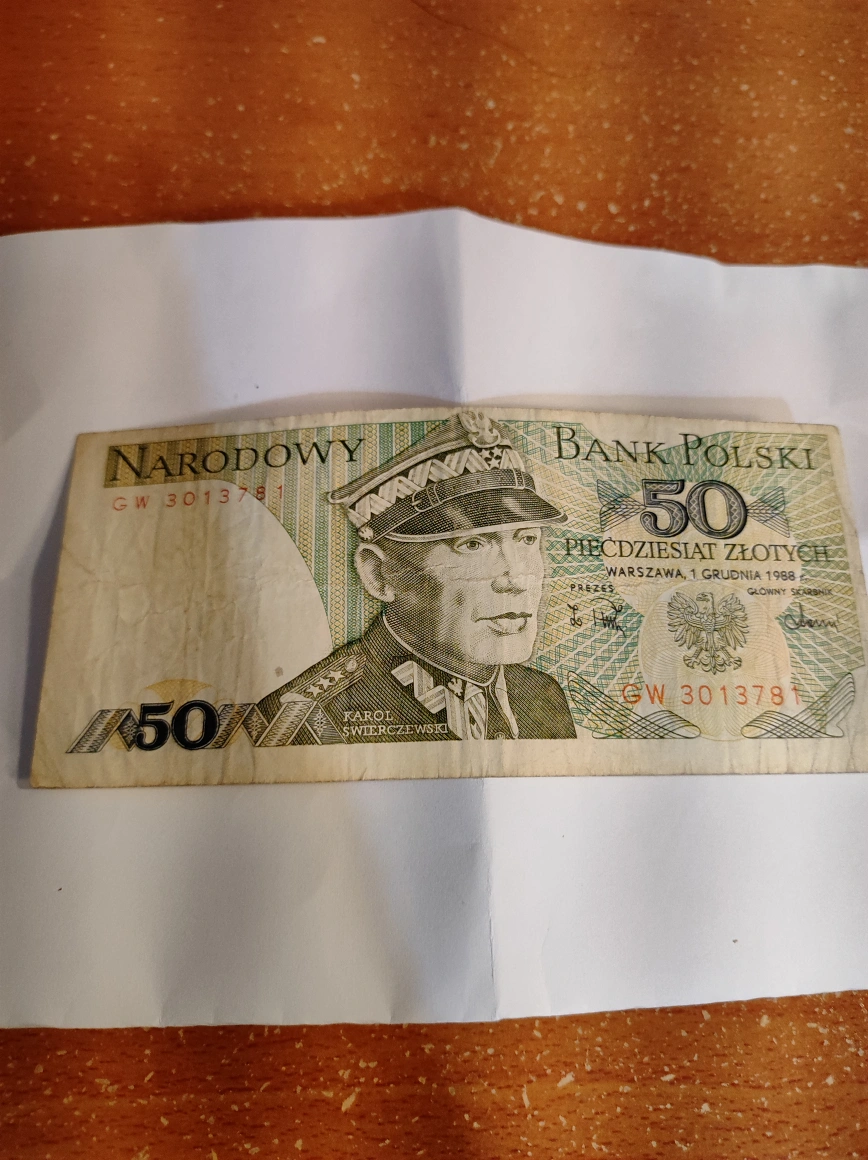 NARODOWY BANK POLSKI
GW 3013781
50
PIĘĆDZIESIĄT ZŁOTYCH
WARSZAWA, 1 GRUDNIA 1988 r.
PREZES
GŁÓWNY SKARBNIK
GW 3013781
50
KAROL
ŚWIERCZEWSKI